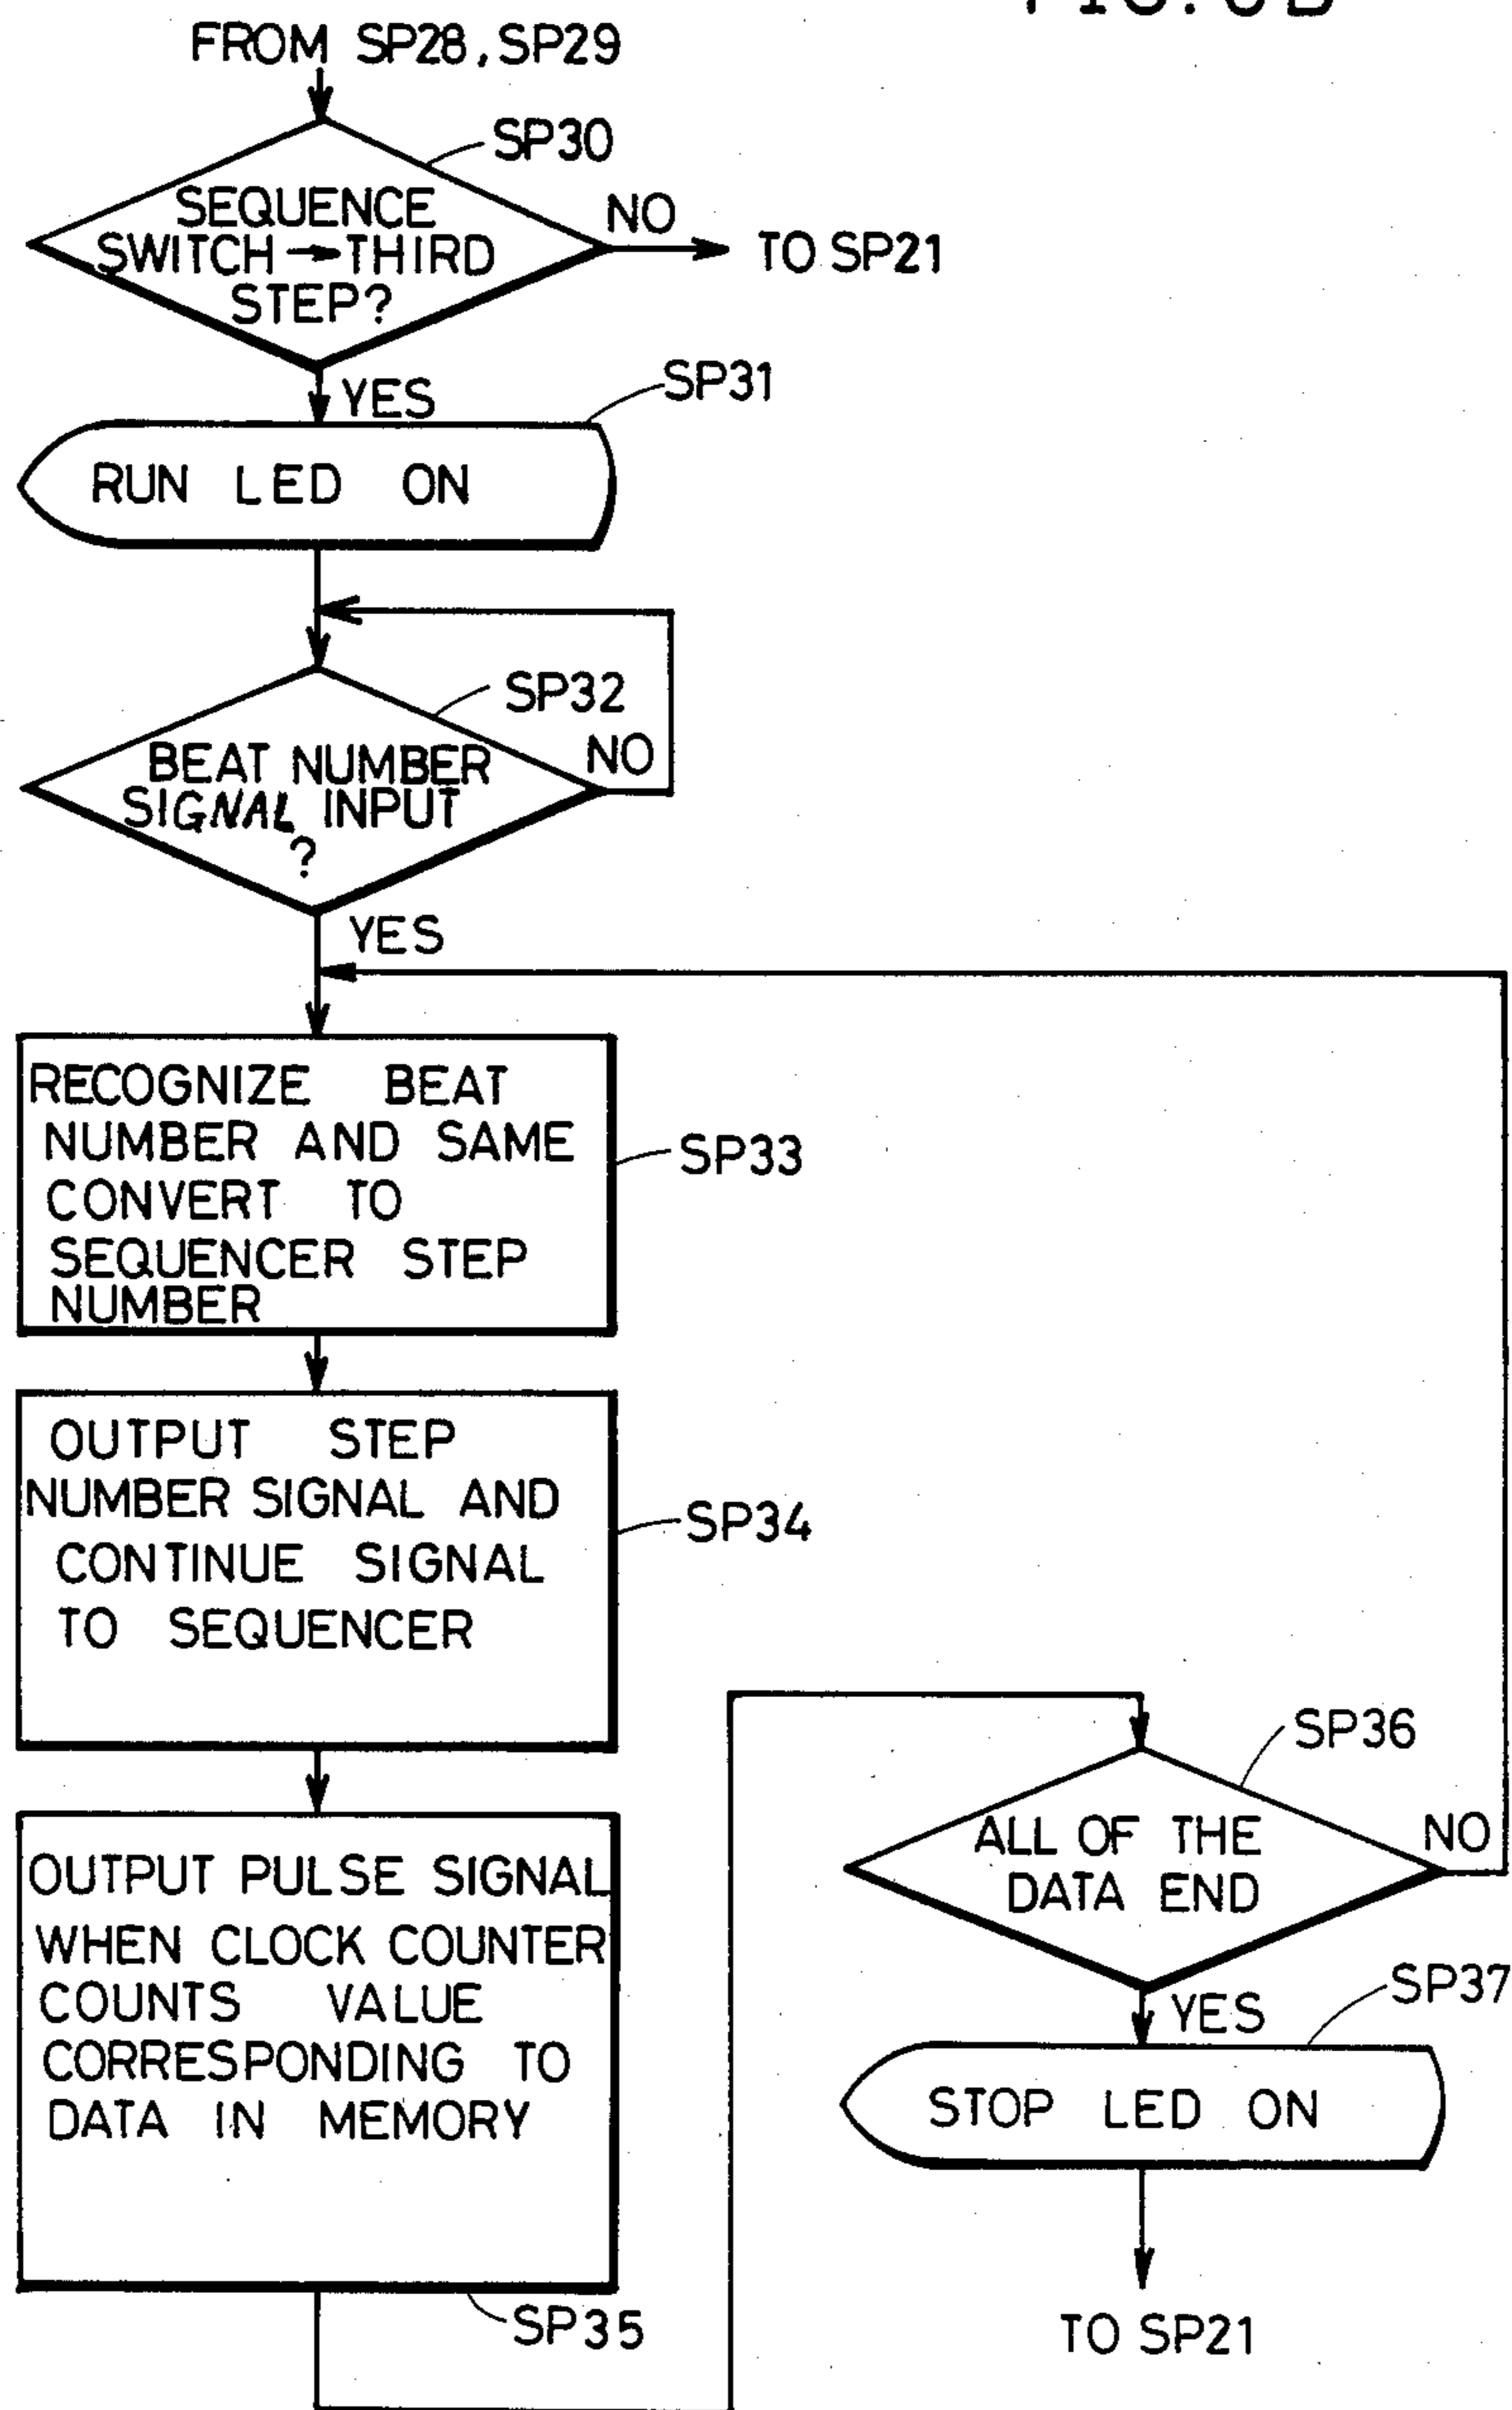 FROM SP28, SP29
SP30
SEQUENCE
SWITCH → THIRD
STEP?
NO
TO SP21
YES
SP31
RUN LED ON
SP32
BEAT NUMBER
SIGNAL INPUT
?
NO
YES
RECOGNIZE BEAT
NUMBER AND SAME
CONVERT TO
SEQUENCER STEP
NUMBER
SP33
OUTPUT STEP
NUMBER SIGNAL AND
CONTINUE SIGNAL
TO SEQUENCER
SP34
OUTPUT PULSE SIGNAL
WHEN CLOCK COUNTER
COUNTS VALUE
CORRESPONDING TO
DATA IN MEMORY
SP35
SP36
ALL OF THE
DATA END
NO
YES
SP37
STOP LED ON
TO SP21